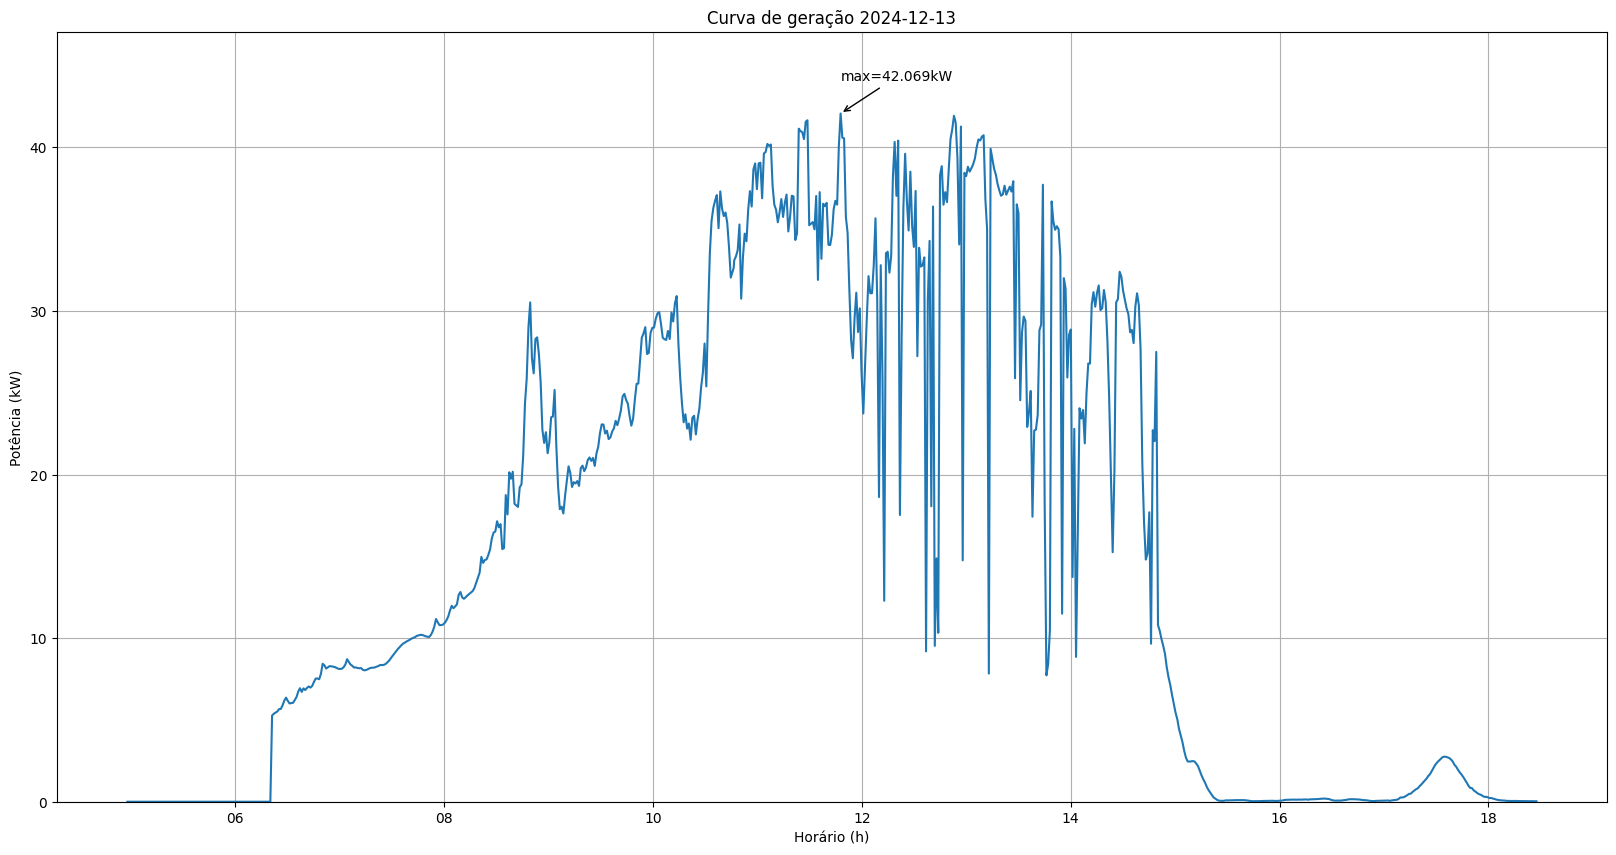 Curva de geração 2024-12-13
max=42.069kW
Potência (kW)
40
30
20
10
0
06 08 10 12 14 16 18
Horário (h)